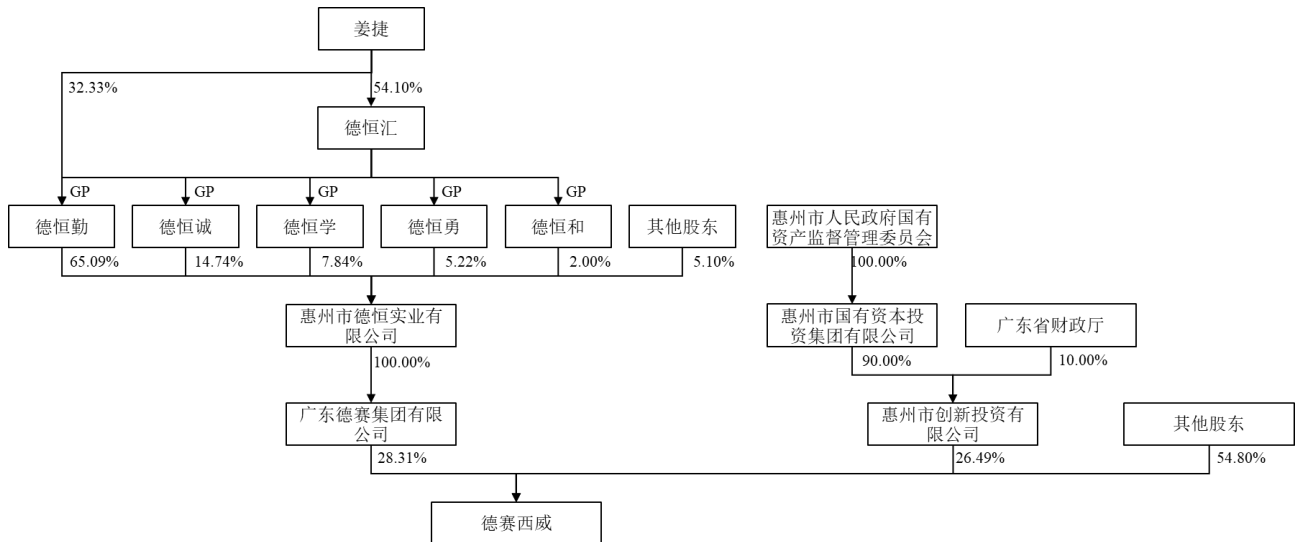 姜捷
32.33%
54.10%
德恒汇
GP
GP
GP
GP
GP
德恒勤
德恒诚
德恒学
德恒勇
德恒和
其他股东
惠州市人民政府国有
资产监督管理委员会
65.09%
14.74%
7.84%
5.22%
2.00%
5.10%
100.00%
惠州市德恒实业有
限公司
惠州市国有资本投
资集团有限公司
广东省财政厅
100.00%
90.00%
10.00%
广东德赛集团有限
公司
惠州市创新投资有
限公司
其他股东
28.31%
26.49%
54.80%
德赛西威